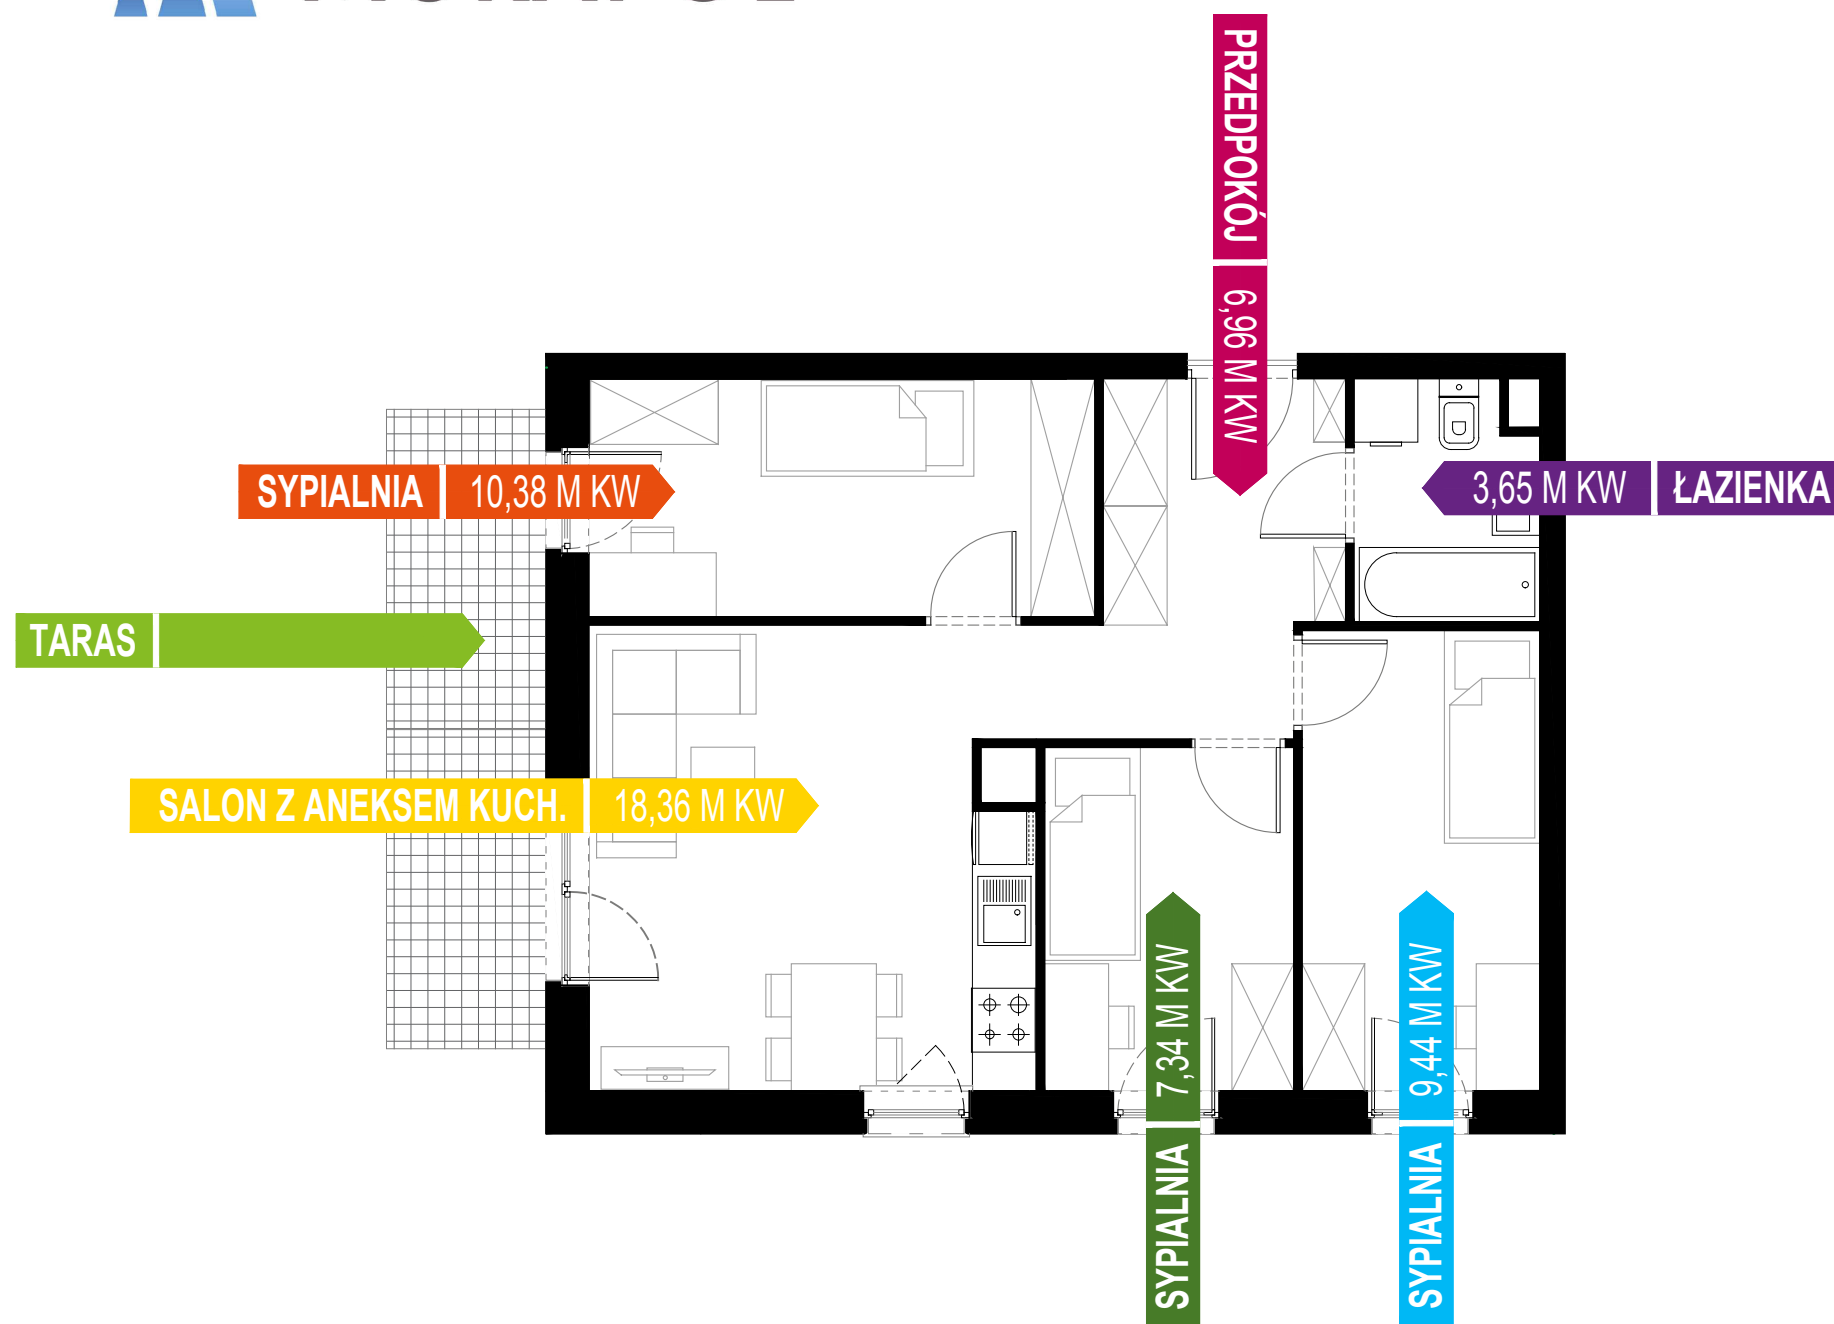 PRZEDPOKÓJ 6,96 M KW
SYPIALNIA 10,38 M KW
3,65 M KW ŁAZIENKA
TARAS
SALON Z ANEKSEM KUCH. 18,36 M KW
SYPIALNIA 7,34 M KW
SYPIALNIA 9,44 M KW